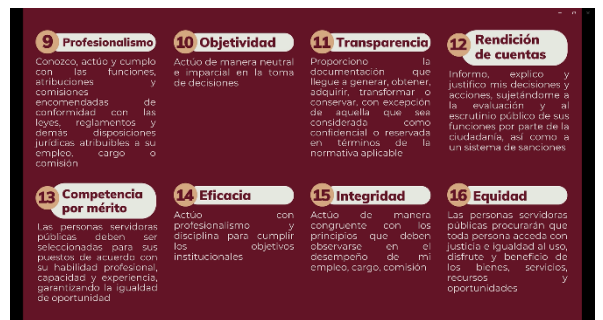 9 Profesionalismo
Conozco, actúo y cumplo
con las funciones,
atribuciones y
comisiones
encomendadas de
conformidad con las
leyes, reglamentos y
demás disposiciones
jurídicas atribuibles a su
empleo, cargo o
comisión
10 Objetividad
Actúo de manera neutral
e imparcial en la toma
de decisiones
11 Transparencia
Proporciono la
documentación que
llegue a generar, obtener,
adquirir, transformar o
conservar, con excepción
de aquella que sea
considerada como
confidencial o reservada
en términos de la
normativa aplicable
12 Rendición
de cuentas
Informo, explico y
justifico mis decisiones y
acciones, sujetándome a
la evaluación y al
escrutinio público de sus
funciones por parte de la
ciudadanía, así como a
un sistema de sanciones
13 Competencia
por mérito
Las personas servidoras
públicas deben ser
seleccionadas para sus
puestos de acuerdo con
su habilidad profesional,
capacidad y experiencia,
garantizando la igualdad
de oportunidad
14 Eficacia
Actúo con
profesionalismo y
disciplina para cumplir
los objetivos
institucionales
15 Integridad
Actúo de manera
congruente con los
principios que deben
observarse en el
desempeño de mi
empleo, cargo, comisión
16 Equidad
Las personas servidoras
públicas procurarán que
toda persona acceda con
justicia e igualdad al uso,
disfrute y beneficio de
los bienes, servicios,
recursos y
oportunidades